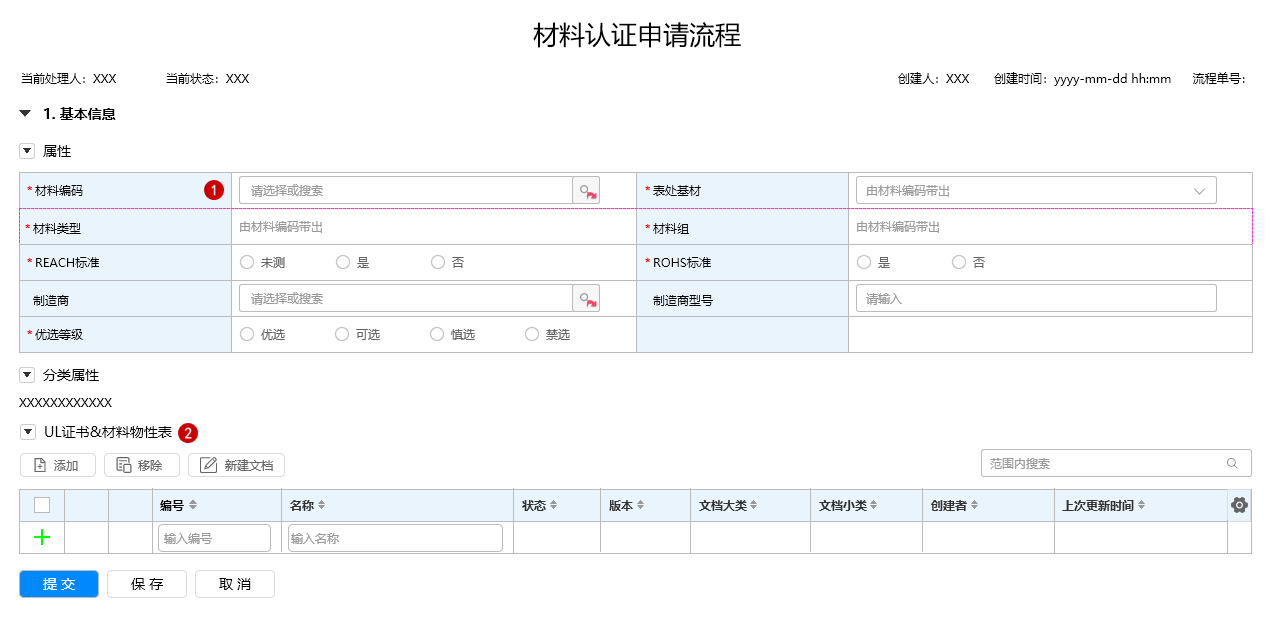 材料认证申请流程
当前处理人：XXX 当前状态：XXX 创建人：XXX 创建时间：yyyy-mm-dd hh:mm 流程单号：
1. 基本信息
属性
*材料编码 1 请选择或搜索 *表处基材 由材料编码带出
*材料类型 由材料编码带出 *材料组 由材料编码带出
*REACH标准 未测 是 否 *ROHS标准 是 否
制造商 请选择或搜索 制造商型号 请输入
*优选等级 优选 可选 慎选 禁选
分类属性
XXXXXXXXXXXX
UL证书&材料物性表 2
添加 移除 新建文档 范围内搜索
编号 名称 状态 版本 文档大类 文档小类 创建者 上次更新时间
输入编号 输入名称
提交 保存 取消